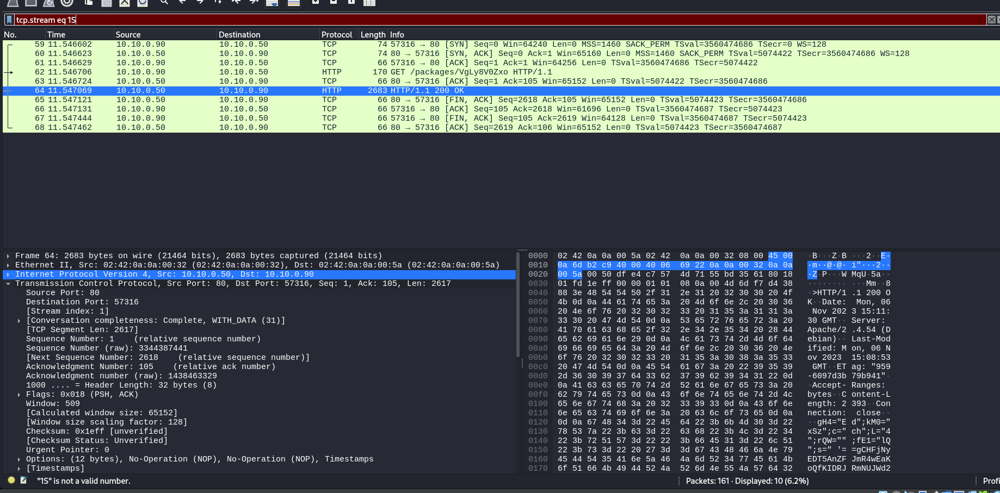 tcp.stream eq 1S
No. Time Source Destination Protocol Length Info
59 11.546602 10.10.0.90 10.10.0.50 TCP 74 57316 → 80 [SYN] Seq=0 Win=64240 Len=0 MSS=1460 SACK_PERM TSval=3560474686 TSecr=0 WS=128
60 11.546623 10.10.0.50 10.10.0.90 TCP 74 80 → 57316 [SYN, ACK] Seq=0 Ack=1 Win=65160 Len=0 MSS=1460 SACK_PERM TSval=5074422 TSecr=3560474686 WS=128
61 11.546629 10.10.0.90 10.10.0.50 TCP 66 57316 → 80 [ACK] Seq=1 Ack=1 Win=64256 Len=0 TSval=3560474686 TSecr=5074422
62 11.546706 10.10.0.90 10.10.0.50 HTTP 170 GET /packages/VgLy8V0Zxo HTTP/1.1
63 11.546724 10.10.0.50 10.10.0.90 TCP 66 80 → 57316 [ACK] Seq=1 Ack=105 Win=65152 Len=0 TSval=5074422 TSecr=3560474686
64 11.547069 10.10.0.50 10.10.0.90 HTTP 2683 HTTP/1.1 200 OK
65 11.547121 10.10.0.50 10.10.0.90 TCP 66 80 → 57316 [FIN, ACK] Seq=2618 Ack=105 Win=65152 Len=0 TSval=5074423 TSecr=3560474686
66 11.547131 10.10.0.90 10.10.0.50 TCP 66 57316 → 80 [ACK] Seq=105 Ack=2618 Win=61696 Len=0 TSval=3560474687 TSecr=5074423
67 11.547444 10.10.0.90 10.10.0.50 TCP 66 57316 → 80 [FIN, ACK] Seq=105 Ack=2619 Win=64128 Len=0 TSval=3560474687 TSecr=5074423
68 11.547462 10.10.0.50 10.10.0.90 TCP 66 80 → 57316 [ACK] Seq=2619 Ack=106 Win=65152 Len=0 TSval=5074423 TSecr=3560474687
Frame 64: 2683 bytes on wire (21464 bits), 2683 bytes captured (21464 bits)
Ethernet II, Src: 02:42:0a:0a:00:32 (02:42:0a:0a:00:32), Dst: 02:42:0a:0a:00:5a (02:42:0a:0a:00:5a)
Internet Protocol Version 4, Src: 10.10.0.50, Dst: 10.10.0.90
Transmission Control Protocol, Src Port: 80, Dst Port: 57316, Seq: 1, Ack: 105, Len: 2617
Source Port: 80
Destination Port: 57316
[Stream index: 1]
[Conversation completeness: Complete, WITH_DATA (31)]
[TCP Segment Len: 2617]
Sequence Number: 1 (relative sequence number)
Sequence Number (raw): 3344387441
[Next Sequence Number: 2618 (relative sequence number)]
Acknowledgment Number: 105 (relative ack number)
Acknowledgment number (raw): 1438463329
1000 .... = Header Length: 32 bytes (8)
Flags: 0x018 (PSH, ACK)
Window: 509
[Calculated window size: 65152]
[Window size scaling factor: 128]
Checksum: 0x1eff [unverified]
[Checksum Status: Unverified]
Urgent Pointer: 0
Options: (12 bytes), No-Operation (NOP), No-Operation (NOP), Timestamps
[Timestamps]
0000 02 42 0a 0a 00 5a 02 42 0a 0a 00 32 08 00 45 00 ·B···Z·B ···2··E·
0010 0a 6d b2 c9 40 00 40 06 69 22 0a 0a 00 32 0a 0a ·m··@·@· i"···2··
0020 00 5a 00 50 df e4 c7 57 4d 71 55 bd 35 61 80 18 ·Z·P···W MqU·5a··
0030 01 fd 1e ff 00 00 01 01 08 0a 00 4d 6d f7 d4 38 ········ ···Mm··8
0040 88 3e 48 54 54 50 2f 31 2e 31 20 32 30 30 20 4f ·>HTTP/1 .1 200 O
0050 4b 0d 0a 44 61 74 65 3a 20 4d 6f 6e 2c 20 30 36 K··Date: Mon, 06
0060 20 4e 6f 76 20 32 30 32 33 20 31 35 3a 31 31 3a Nov 202 3 15:11:
0070 33 30 20 47 4d 54 0d 0a 53 65 72 76 65 72 3a 20 30 GMT·· Server:
0080 41 70 61 63 68 65 2f 32 2e 34 2e 35 34 20 28 44 Apache/2 .4.54 (D
0090 65 62 69 61 6e 29 0d 0a 4c 61 73 74 2d 4d 6f 64 ebian)·· Last-Mod
00a0 69 66 69 65 64 3a 20 4d 6f 6e 2c 20 30 36 20 4e ified: M on, 06 N
00b0 6f 76 20 32 30 32 33 20 31 35 3a 30 38 3a 35 33 ov 2023 15:08:53
00c0 20 47 4d 54 0d 0a 45 54 61 67 3a 20 22 39 35 39 GMT··ET ag: "959
00d0 2d 36 30 39 37 64 33 62 37 39 62 39 34 31 22 0d -6097d3b 79b941"·
00e0 0a 41 63 63 65 70 74 2d 52 61 6e 67 65 73 3a 20 ·Accept- Ranges:
00f0 62 79 74 65 73 0d 0a 43 6f 6e 74 65 6e 74 2d 4c bytes··C ontent-L
0100 65 6e 67 74 68 3a 20 32 33 39 33 0d 0a 43 6f 6e ength: 2 393··Con
0110 6e 65 63 74 69 6f 6e 3a 20 63 6c 6f 73 65 0d 0a nection: close··
0120 0d 0a 67 48 34 3d 22 45 64 22 3b 6b 4d 30 3d 22 ··gH4="E d";kM0="
0130 78 53 7a 22 3b 63 3d 22 63 68 22 3b 4c 3d 22 34 xSz";c=" ch";L="4
0140 22 3b 72 51 57 3d 22 22 3b 66 45 31 3d 22 6c 51 ";rQW="" ;fE1="lQ
0150 22 3b 73 3d 22 20 27 3d 3d 67 43 48 46 6a 4e 79 ";s=" '= =gCHFjNy
0160 45 44 54 35 41 6e 5a 46 4a 6d 52 34 77 45 61 4b EDT5AnZF JmR4wEaK
0170 6f 51 66 4b 49 44 52 4a 52 6d 4e 55 4a 57 64 32 oQfKIDRJ RmNUJWd2
"1S" is not a valid number.
Packets: 161 · Displayed: 10 (6.2%)
Profi